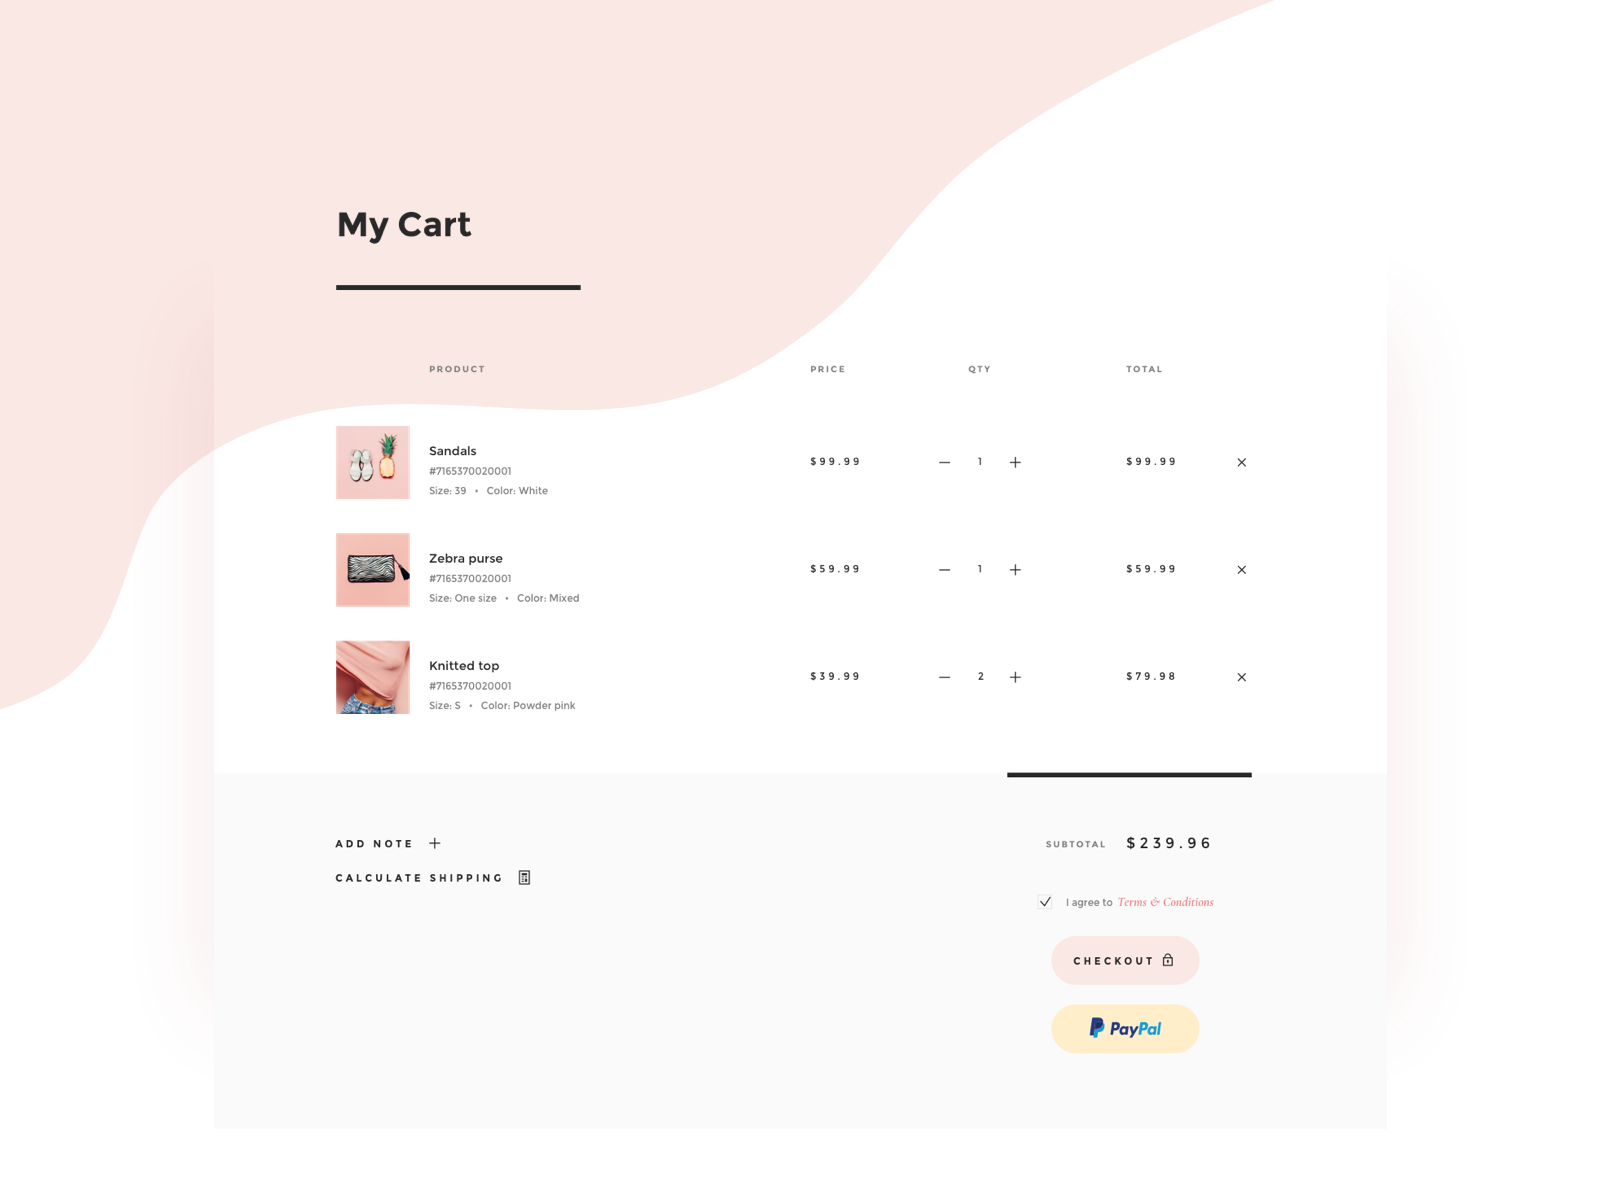 My Cart
PRODUCT PRICE QTY TOTAL
Sandals
#7165370020001
Size: 39 • Color: White
$99.99 — 1 + $99.99 ×
Zebra purse
#7165370020001
Size: One size • Color: Mixed
$59.99 — 1 + $59.99 ×
Knitted top
#7165370020001
Size: S • Color: Powder pink
$39.99 — 2 + $79.98 ×
ADD NOTE +
CALCULATE SHIPPING
SUBTOTAL $239.96
I agree to Terms & Conditions
CHECKOUT
PayPal